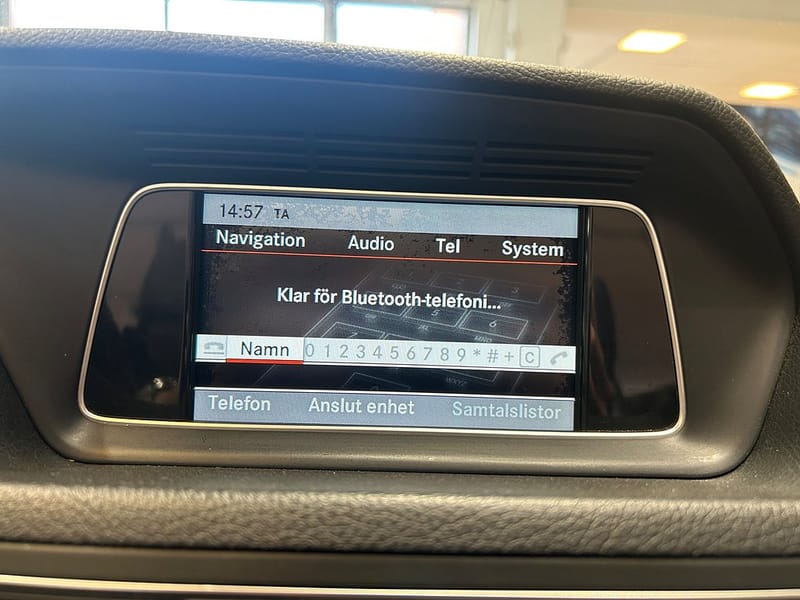 14:57 TA
Navigation Audio Tel System
Klar för Bluetooth-telefoni...
Namn 0 1 2 3 4 5 6 7 8 9 * # + C
Telefon Anslut enhet Samtalslistor